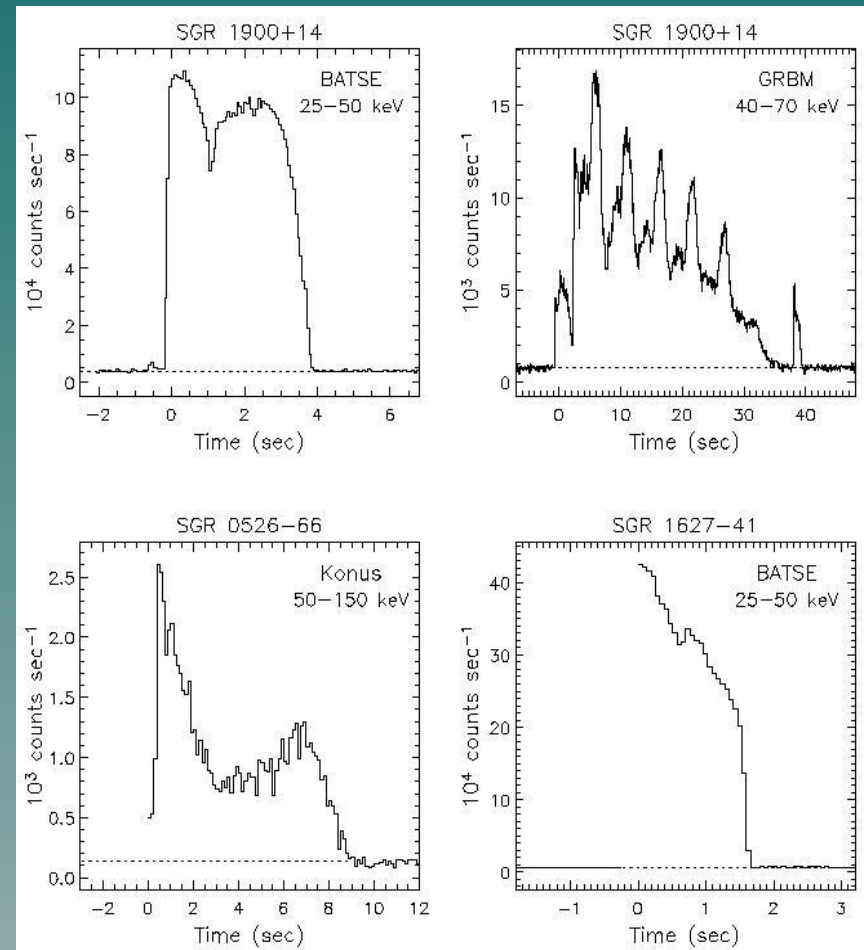 SGR 1900+14
BATSE
25−50 keV
10⁴ counts sec⁻¹
10
8
6
4
2
0
−2 0 2 4 6
Time (sec)
SGR 1900+14
GRBM
40−70 keV
10³ counts sec⁻¹
15
10
5
0
0 10 20 30 40
Time (sec)
SGR 0526−66
Konus
50−150 keV
10³ counts sec⁻¹
2.5
2.0
1.5
1.0
0.5
0.0
−2 0 2 4 6 8 10 12
Time (sec)
SGR 1627−41
BATSE
25−50 keV
10⁴ counts sec⁻¹
40
30
20
10
0
−1 0 1 2 3
Time (sec)